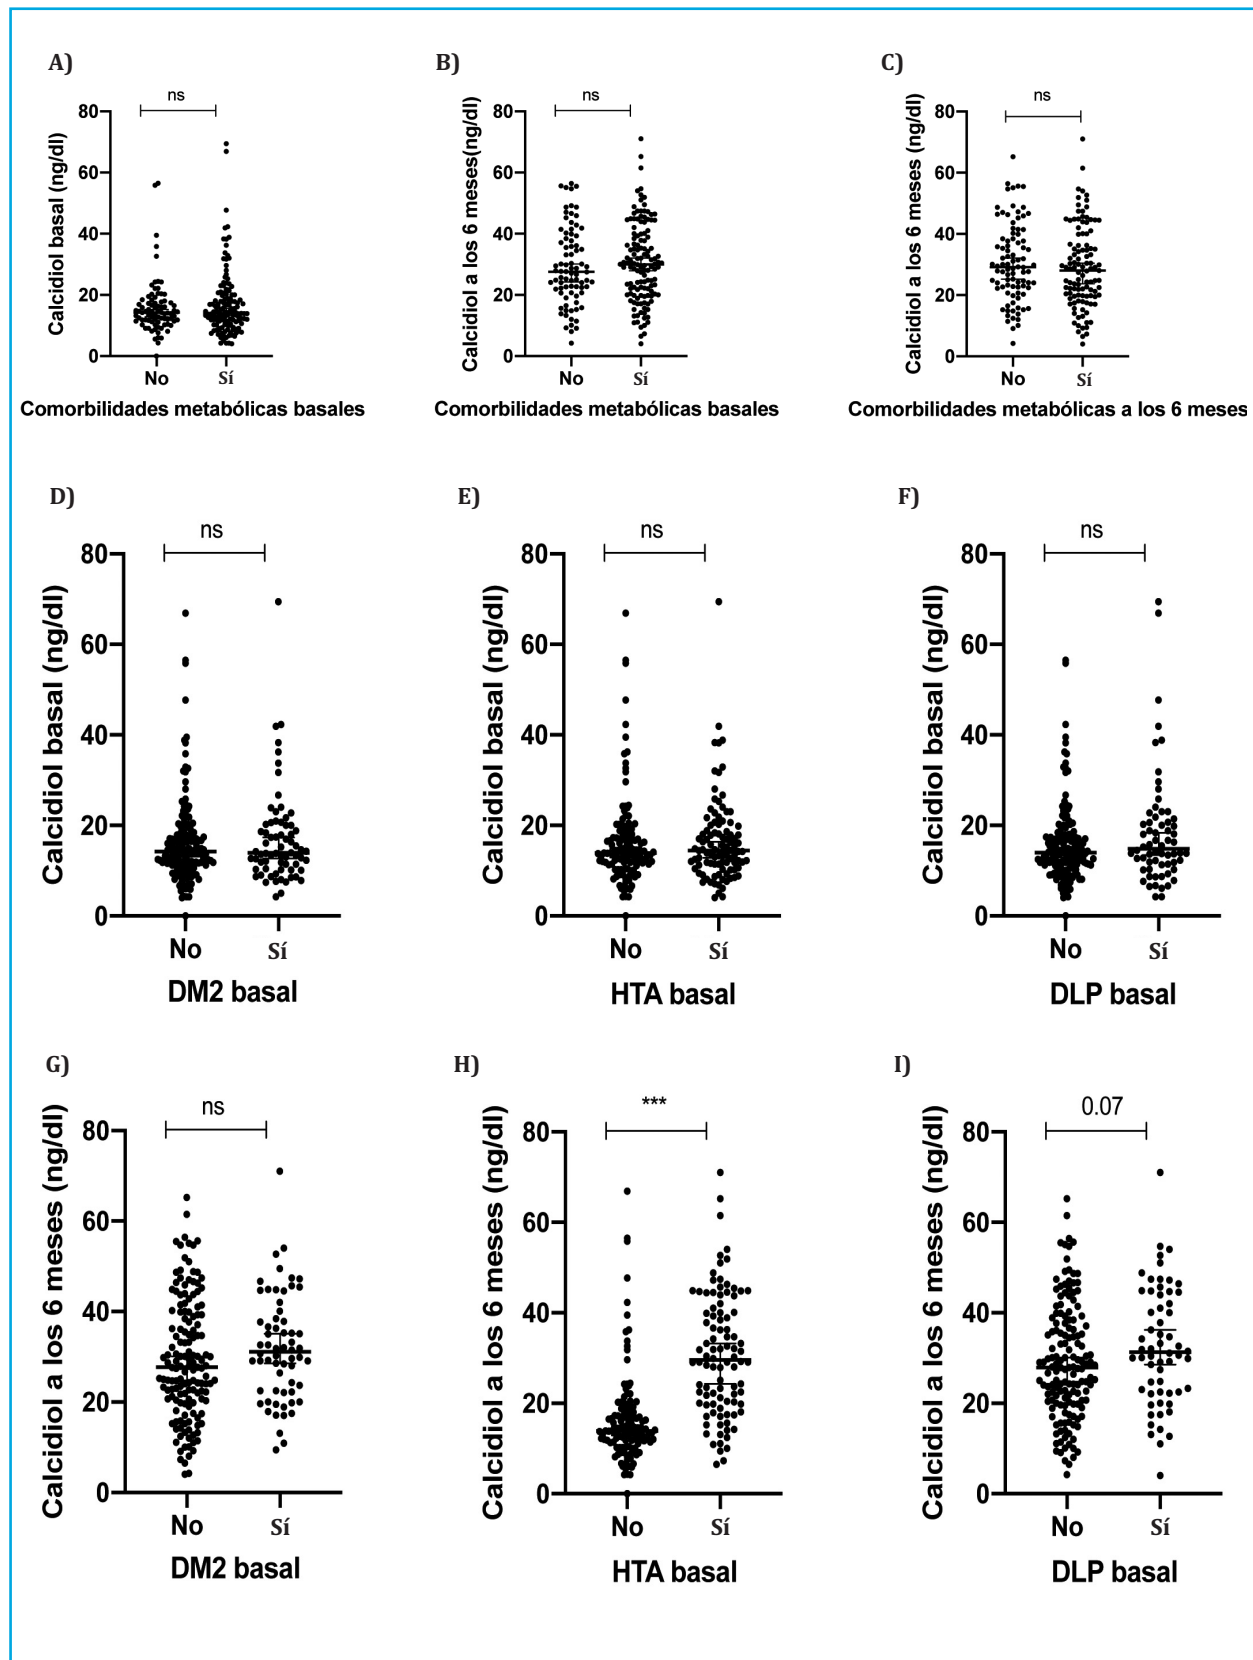 A)
ns
Calcidiol basal (ng/dl)
80
60
40
20
0
No
Sí
Comorbilidades metabólicas basales
B)
ns
Calcidiol a los 6 meses(ng/dl)
80
60
40
20
0
No
Sí
Comorbilidades metabólicas basales
C)
ns
Calcidiol a los 6 meses (ng/dl)
80
60
40
20
0
No
Sí
Comorbilidades metabólicas a los 6 meses
D)
ns
Calcidiol basal (ng/dl)
80
60
40
20
0
No
Sí
DM2 basal
E)
ns
Calcidiol basal (ng/dl)
80
60
40
20
0
No
Sí
HTA basal
F)
ns
Calcidiol basal (ng/dl)
80
60
40
20
0
No
Sí
DLP basal
G)
ns
Calcidiol a los 6 meses (ng/dl)
80
60
40
20
0
No
Sí
DM2 basal
H)
***
Calcidiol a los 6 meses (ng/dl)
80
60
40
20
0
No
Sí
HTA basal
I)
0.07
Calcidiol a los 6 meses (ng/dl)
80
60
40
20
0
No
Sí
DLP basal